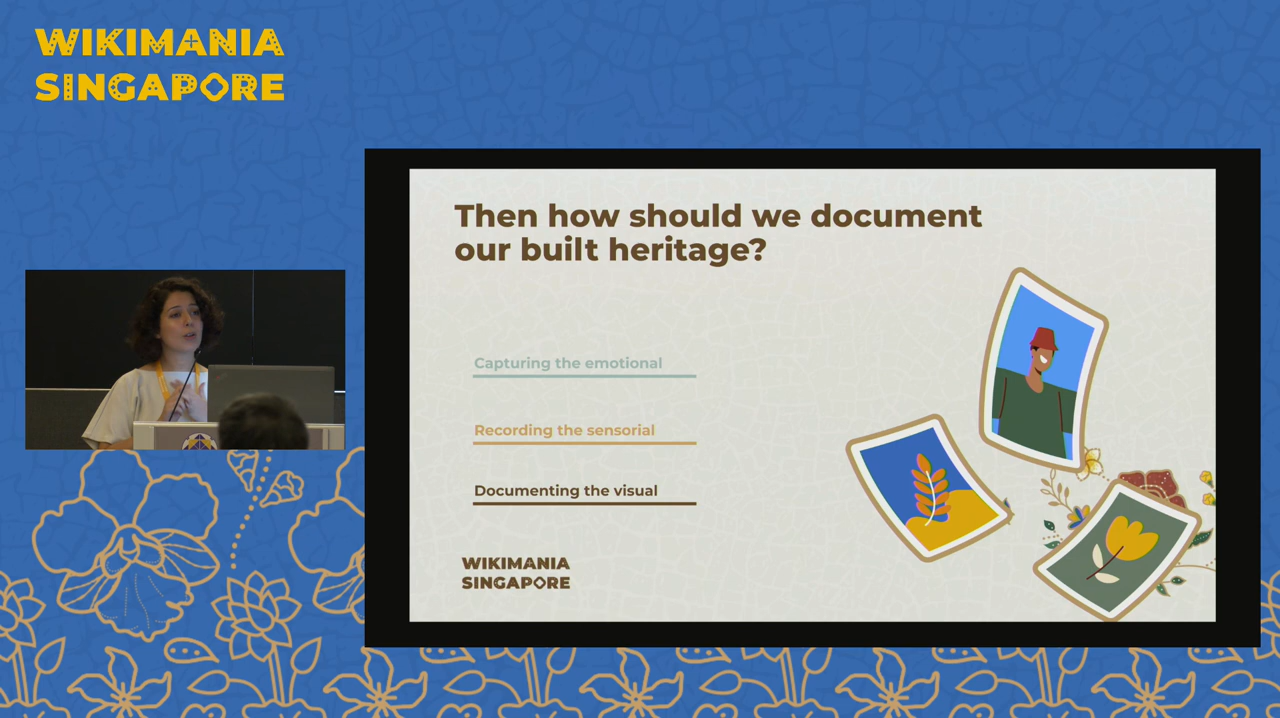 WIKIMANIA
SINGAPORE
Then how should we document
our built heritage?
Capturing the emotional
Recording the sensorial
Documenting the visual
WIKIMANIA
SINGAPORE